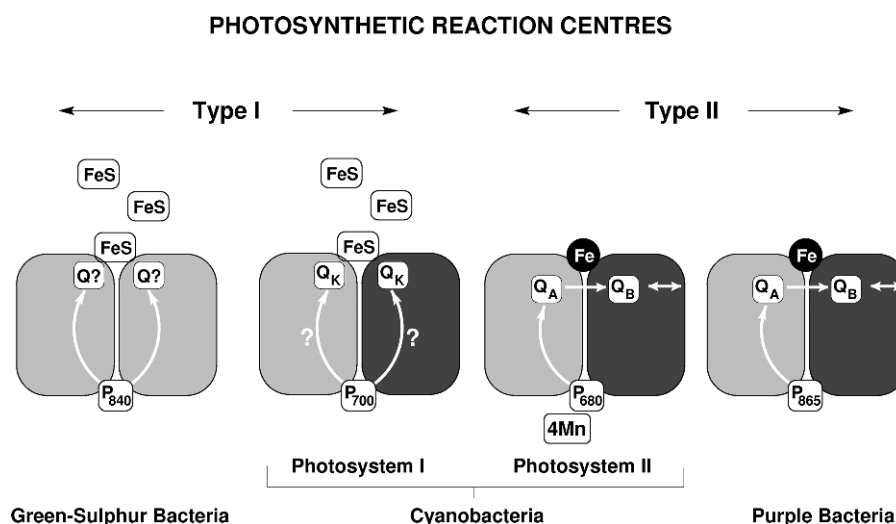 PHOTOSYNTHETIC REACTION CENTRES
Type I
Type II
FeS
FeS
FeS
Q?
Q?
P840
FeS
FeS
FeS
QK
QK
?
?
P700
Fe
QA
QB
P680
4Mn
Fe
QA
QB
P865
Photosystem I
Photosystem II
Green-Sulphur Bacteria
Cyanobacteria
Purple Bacteria